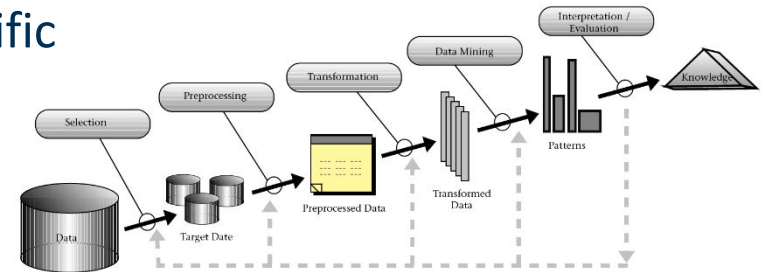 ific
Interpretation /
Evaluation
Data Mining
Transformation
Preprocessing
Selection
Knowledge
Patterns
Transformed
Data
Preprocessed Data
Target Date
Data